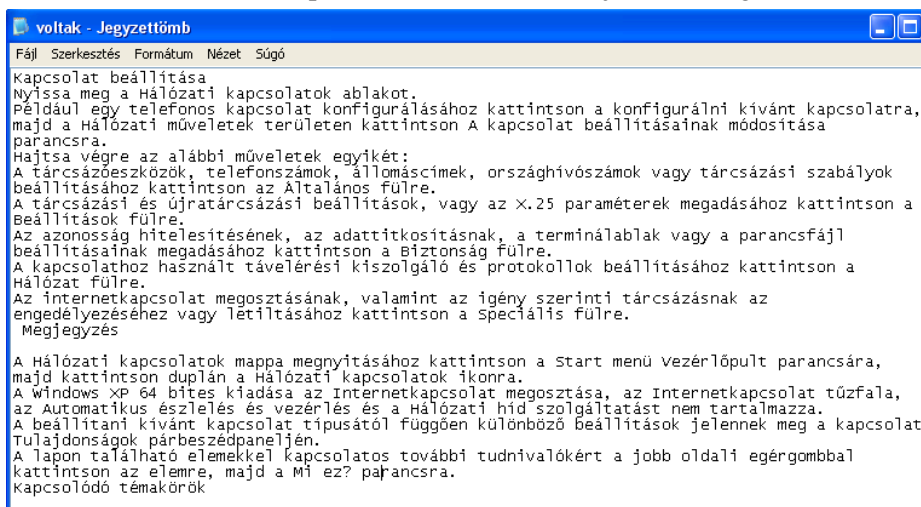 voltak - Jegyzettömb
Fájl Szerkesztés Formátum Nézet Súgó
Kapcsolat beállítása
Nyissa meg a Hálózati kapcsolatok ablakot.
Például egy telefonos kapcsolat konfigurálásához kattintson a konfigurálni kívánt kapcsolatra,
majd a Hálózati műveletek területen kattintson A kapcsolat beállításainak módosítása
parancsra.
Hajtsa végre az alábbi műveletek egyikét:
A tárcsázóeszközök, telefonszámok, állomáscímek, országhívószámok vagy tárcsázási szabályok
beállításához kattintson az Általános fülre.
A tárcsázási és újratárcsázási beállítások, vagy az X.25 paraméterek megadásához kattintson a
Beállítások fülre.
Az azonosság hitelesítésének, az adattitkosításnak, a terminálablak vagy a parancsfájl
beállításainak megadásához kattintson a Biztonság fülre.
A kapcsolathoz használt távelérési kiszolgáló és protokollok beállításához kattintson a
Hálózat fülre.
Az internetkapcsolat megosztásának, valamint az igény szerinti tárcsázásnak az
engedélyezéséhez vagy letiltásához kattintson a Speciális fülre.
Megjegyzés
A Hálózati kapcsolatok mappa megnyitásához kattintson a Start menü Vezérlőpult parancsára,
majd kattintson duplán a Hálózati kapcsolatok ikonra.
A Windows XP 64 bites kiadása az Internetkapcsolat megosztása, az Internetkapcsolat tűzfala,
az Automatikus észlelés és vezérlés és a Hálózati híd szolgáltatást nem tartalmazza.
A beállítani kívánt kapcsolat típusától függően különböző beállítások jelennek meg a kapcsolat
Tulajdonságok párbeszédpaneljén.
A lapon található elemekkel kapcsolatos további tudnivalókért a jobb oldali egérgombbal
kattintson az elemre, majd a Mi ez? parancsra.
Kapcsolódó témakörök